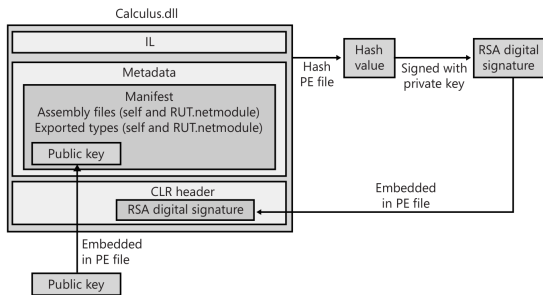 Calculus.dll
IL
Metadata
Manifest
Assembly files (self and RUT.netmodule)
Exported types (self and RUT.netmodule)
Public key
CLR header
RSA digital signature
Hash
PE file
Hash
value
Signed with
private key
RSA digital
signature
Embedded
in PE file
Embedded
in PE file
Public key